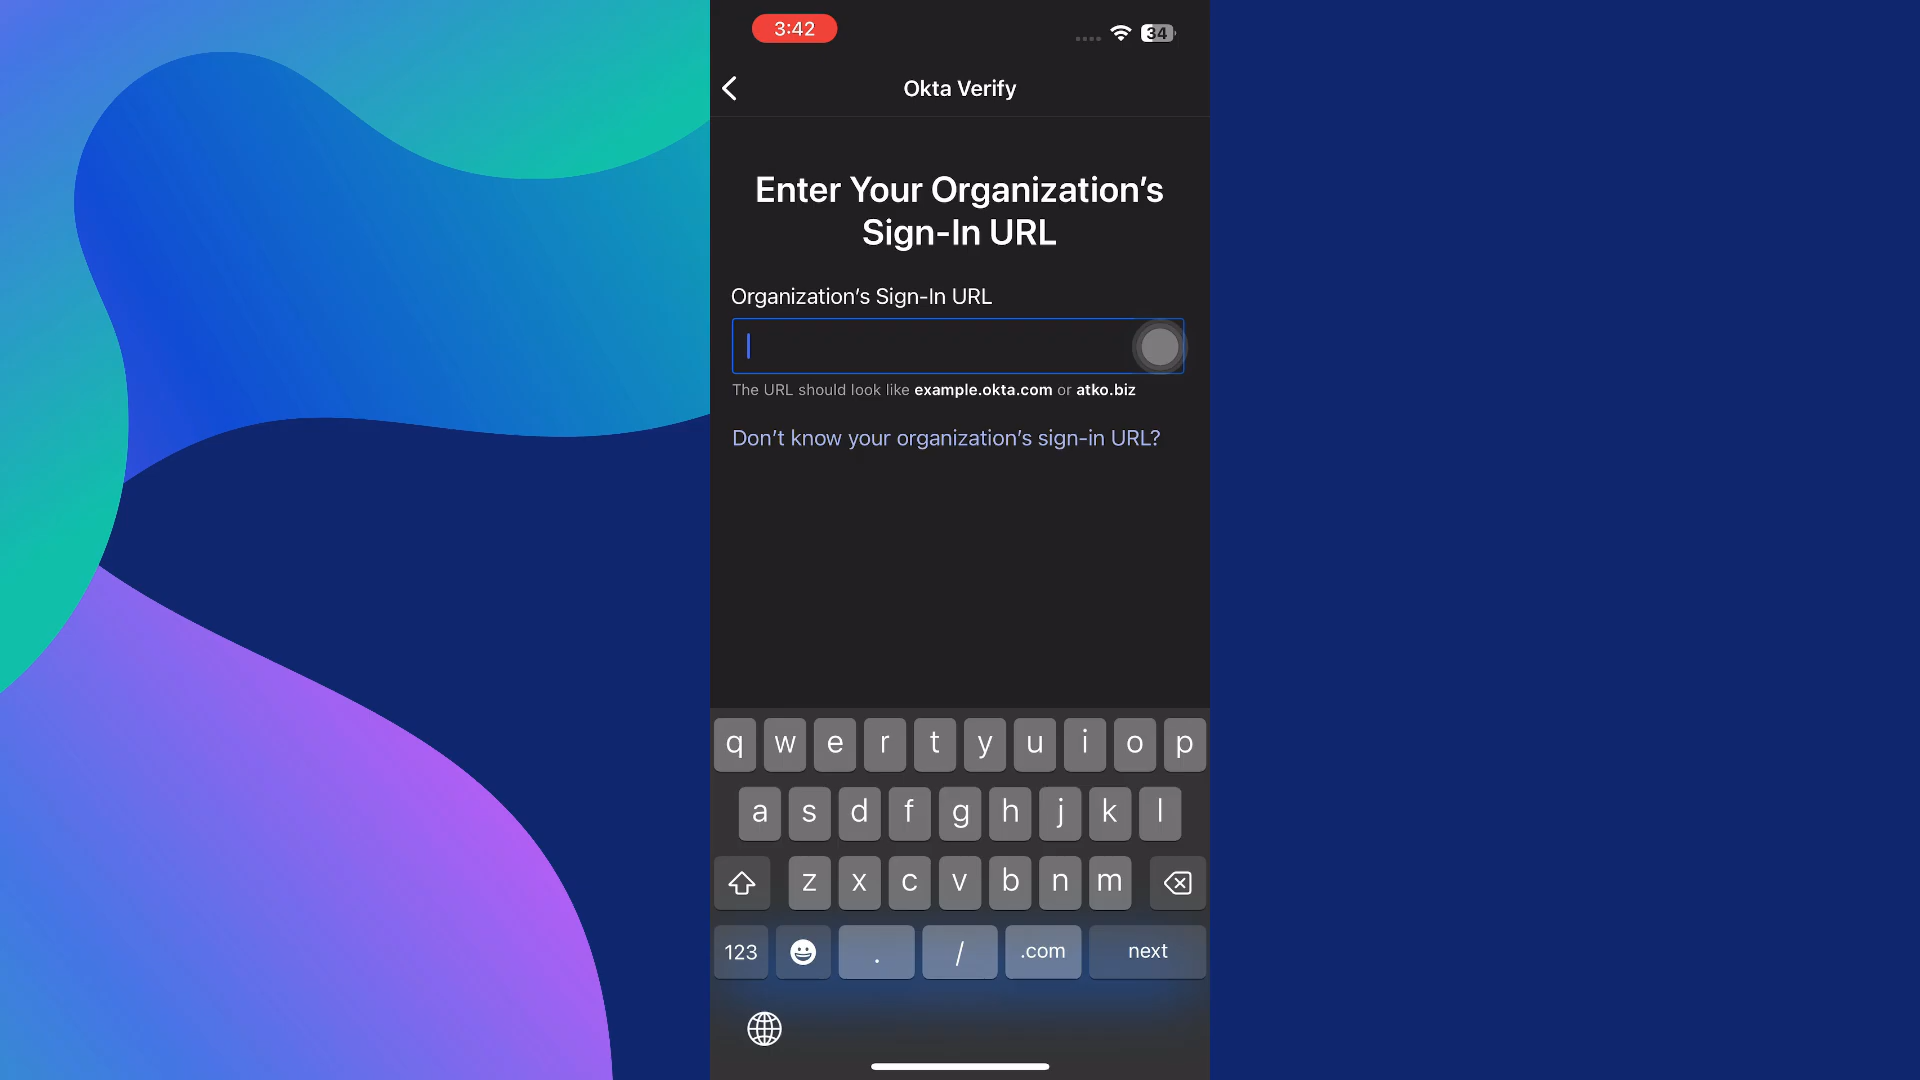 3:42
34
Okta Verify
Enter Your Organization’s
Sign-In URL
Organization’s Sign-In URL
The URL should look like example.okta.com or atko.biz
Don’t know your organization’s sign-in URL?
q w e r t y u i o p
a s d f g h j k l
z x c v b n m
123 . / .com next